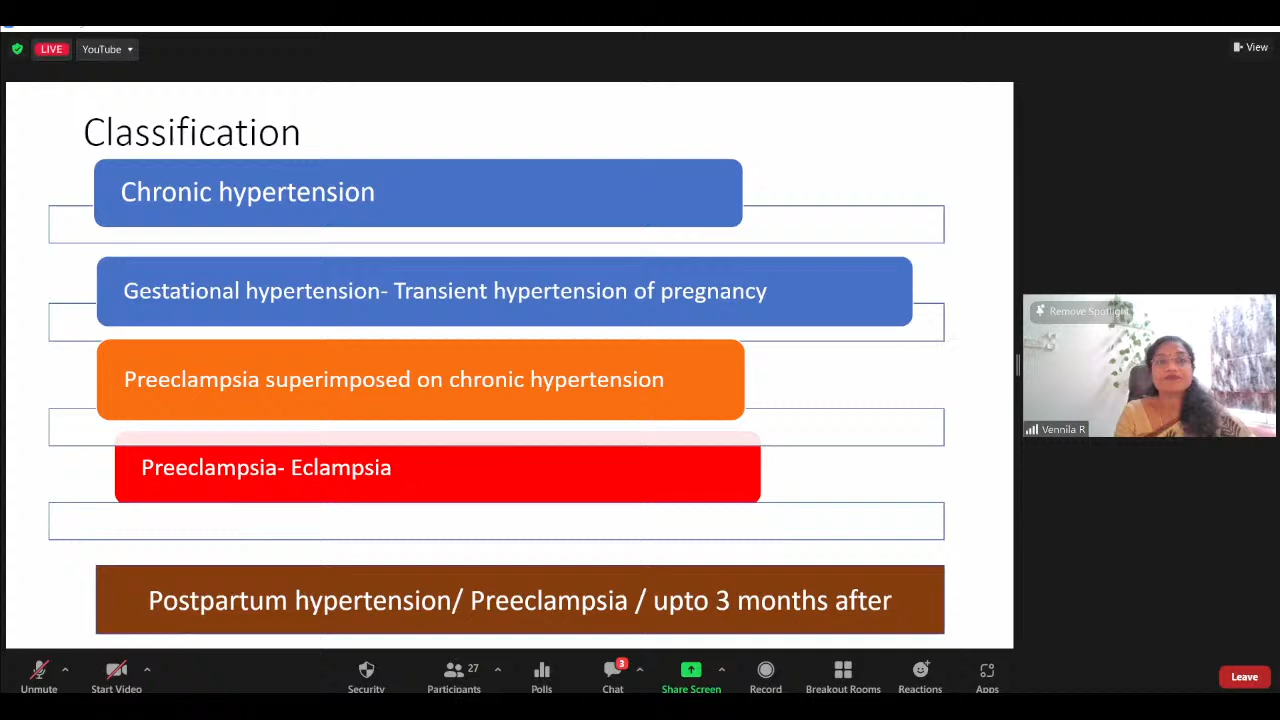 LIVE
YouTube
View
Classification
Chronic hypertension
Gestational hypertension- Transient hypertension of pregnancy
Preeclampsia superimposed on chronic hypertension
Preeclampsia- Eclampsia
Postpartum hypertension/ Preeclampsia / upto 3 months after
Remove Spotlight
Vennila R
27
3
Unmute
Start Video
Security
Participants
Polls
Chat
Share Screen
Record
Breakout Rooms
Reactions
Apps
Leave